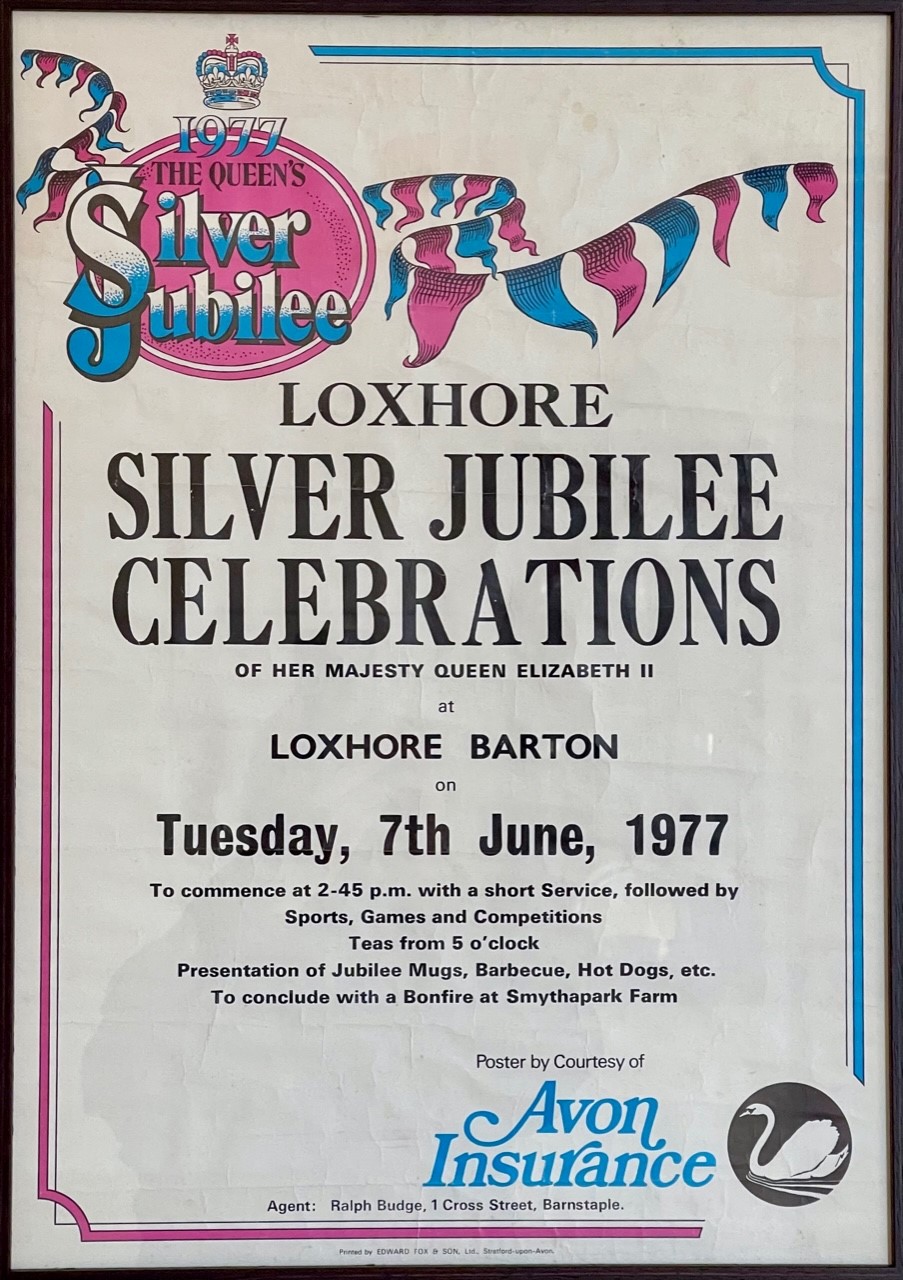 1977
THE QUEEN'S
Silver
Jubilee
LOXHORE
SILVER JUBILEE
CELEBRATIONS
OF HER MAJESTY QUEEN ELIZABETH II
at
LOXHORE BARTON
on
Tuesday, 7th June, 1977
To commence at 2-45 p.m. with a short Service, followed by
Sports, Games and Competitions
Teas from 5 o'clock
Presentation of Jubilee Mugs, Barbecue, Hot Dogs, etc.
To conclude with a Bonfire at Smythapark Farm
Poster by Courtesy of
Avon
Insurance
Agent: Ralph Budge, 1 Cross Street, Barnstaple.
Printed by EDWARD FOX & SON, Ltd., Stratford-upon-Avon.